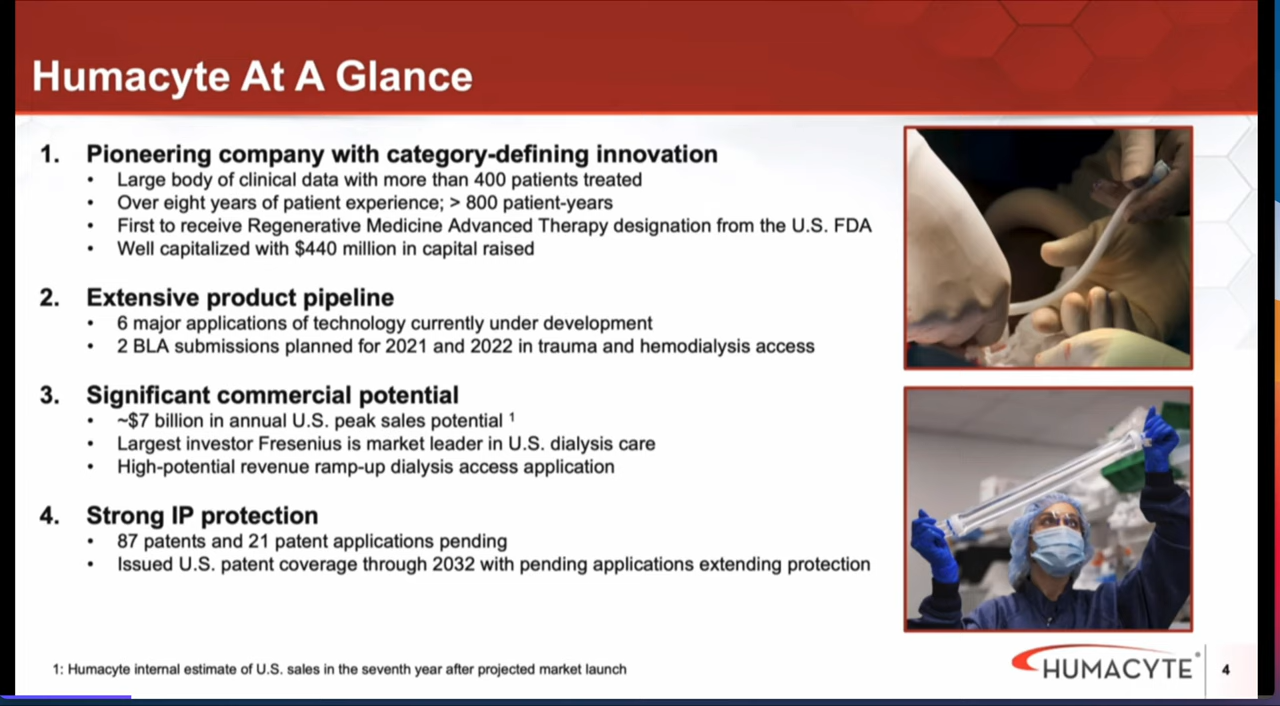 Humacyte At A Glance
1. Pioneering company with category-defining innovation
• Large body of clinical data with more than 400 patients treated
• Over eight years of patient experience; > 800 patient-years
• First to receive Regenerative Medicine Advanced Therapy designation from the U.S. FDA
• Well capitalized with $440 million in capital raised
2. Extensive product pipeline
• 6 major applications of technology currently under development
• 2 BLA submissions planned for 2021 and 2022 in trauma and hemodialysis access
3. Significant commercial potential
• ~$7 billion in annual U.S. peak sales potential ¹
• Largest investor Fresenius is market leader in U.S. dialysis care
• High-potential revenue ramp-up dialysis access application
4. Strong IP protection
• 87 patents and 21 patent applications pending
• Issued U.S. patent coverage through 2032 with pending applications extending protection
1: Humacyte internal estimate of U.S. sales in the seventh year after projected market launch
HUMACYTE®
4